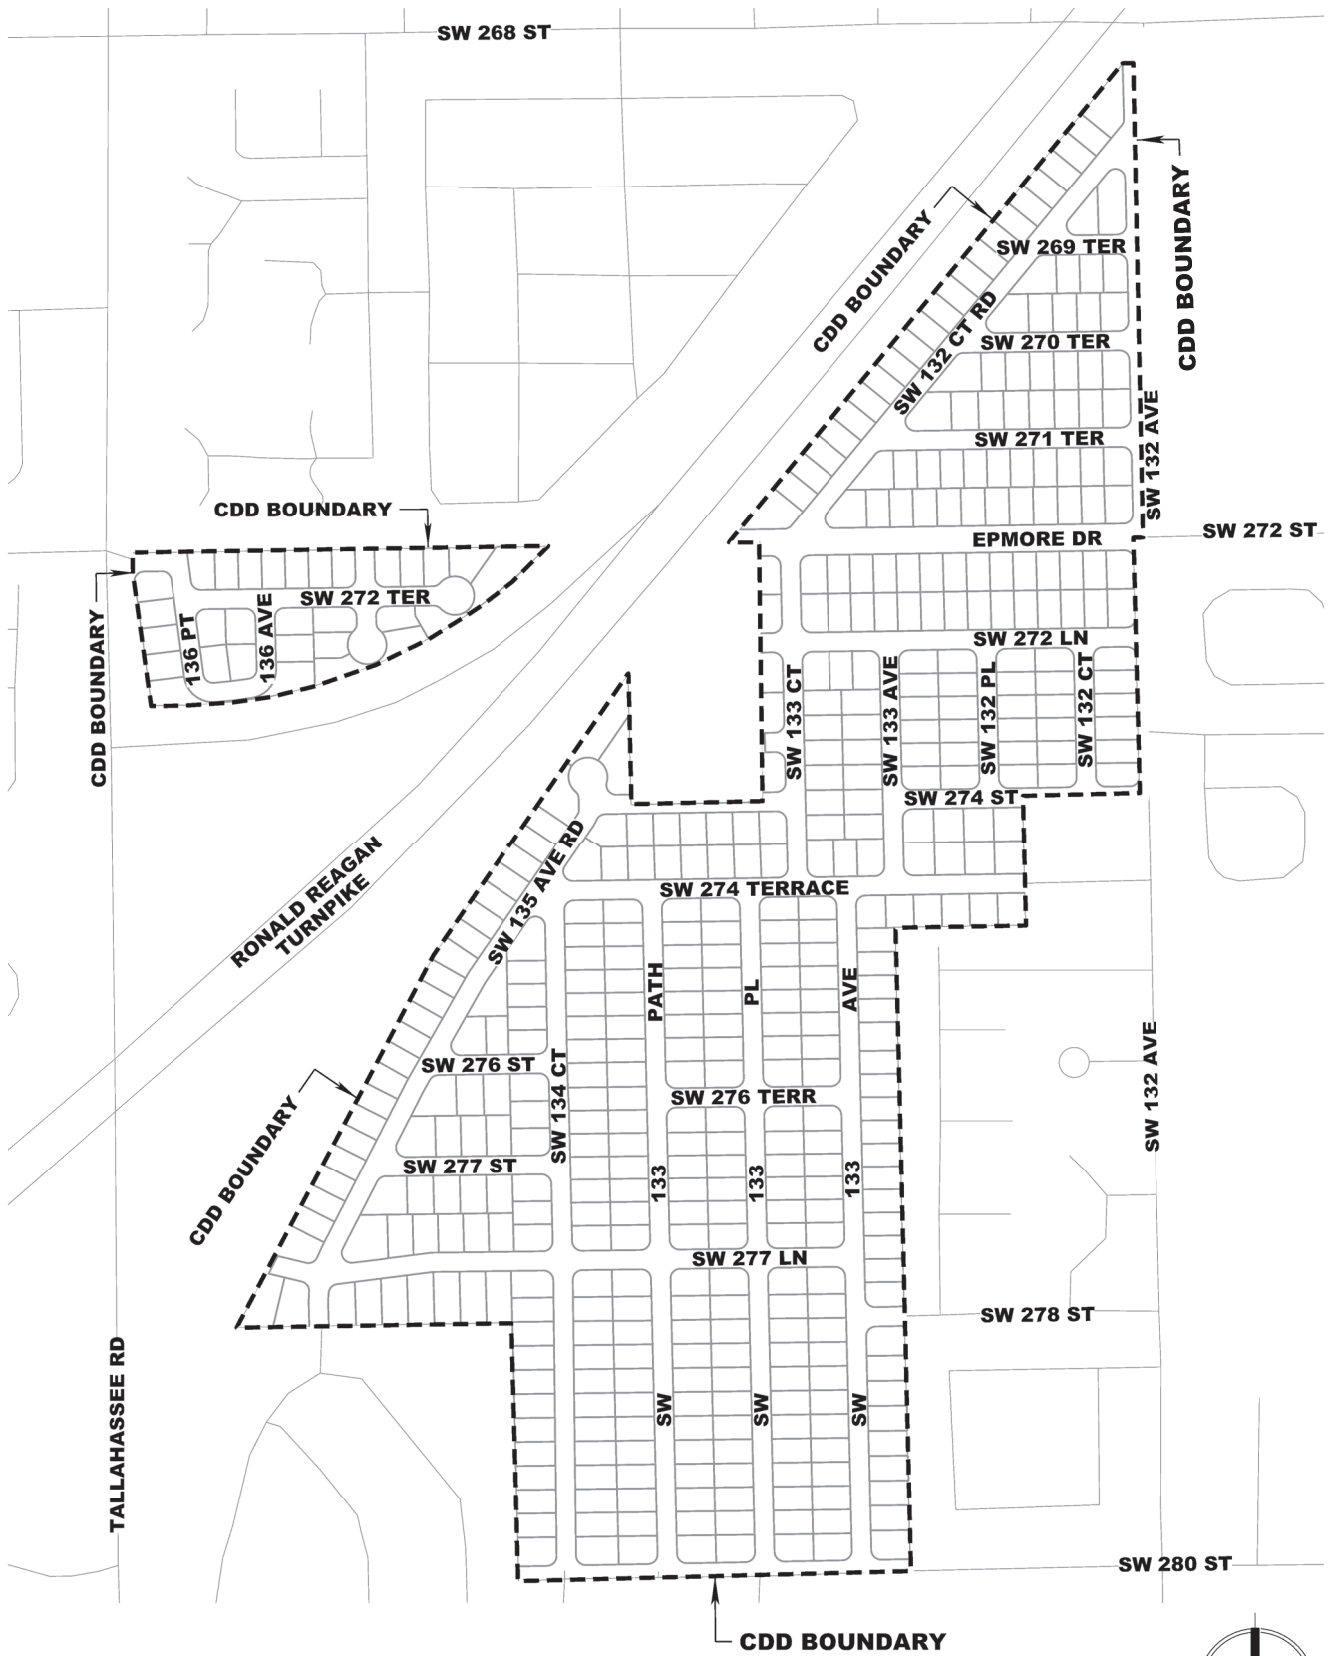 SW 268 ST
CDD BOUNDARY
CDD BOUNDARY
SW 269 TER
SW 132 CT RD
SW 270 TER
SW 132 AVE
SW 271 TER
CDD BOUNDARY
SW 272 ST
EPMORE DR
SW 272 TER
136 PT
136 AVE
CDD BOUNDARY
SW 272 LN
SW 133 CT
SW 133 AVE
SW 132 PL
SW 132 CT
SW 274 ST
RONALD REAGAN
TURNPIKE
SW 135 AVE RD
SW 274 TERRACE
PATH
PL
AVE
SW 276 ST
SW 134 CT
SW 276 TERR
SW 132 AVE
CDD BOUNDARY
SW 277 ST
133
133
133
SW 277 LN
SW 278 ST
TALLAHASSEE RD
SW
SW
SW
SW 280 ST
CDD BOUNDARY